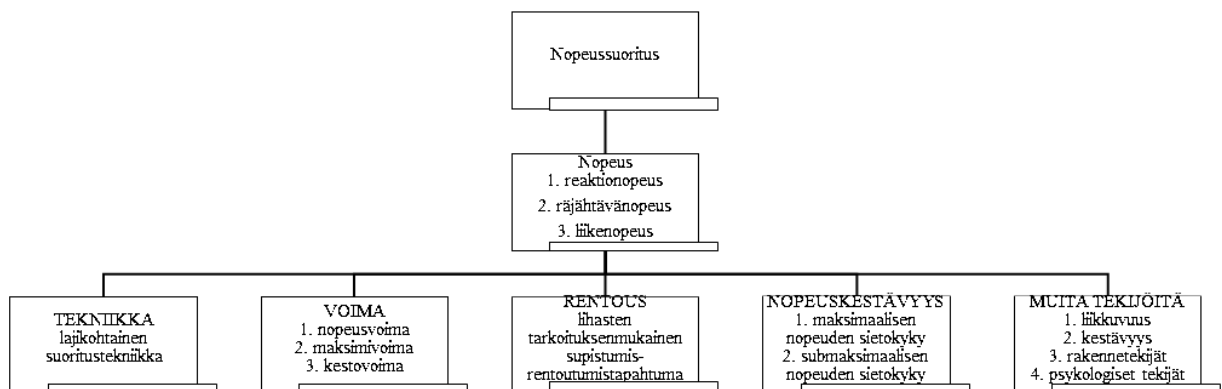 Nopeussuoritus
Nopeus
1. reaktionopeus
2. räjähtävänopeus
3. liikenopeus
TEKNIIKKA
lajikohtainen
suoritustekniikka
VOIMA
1. nopeusvoima
2. maksimivoima
3. kestovoima
RENTOUS
lihasten
tarkoituksenmukainen
supistumis-
rentoutumistapahtuma
NOPEUSKESTÄVYYS
1. maksimaalisen
nopeuden sietokyky
2. submaksimaalisen
nopeuden sietokyky
MUITA TEKIJÖITÄ
1. liikkuvuus
2. kestävyys
3. rakennetekijät
4. psykologiset tekijät